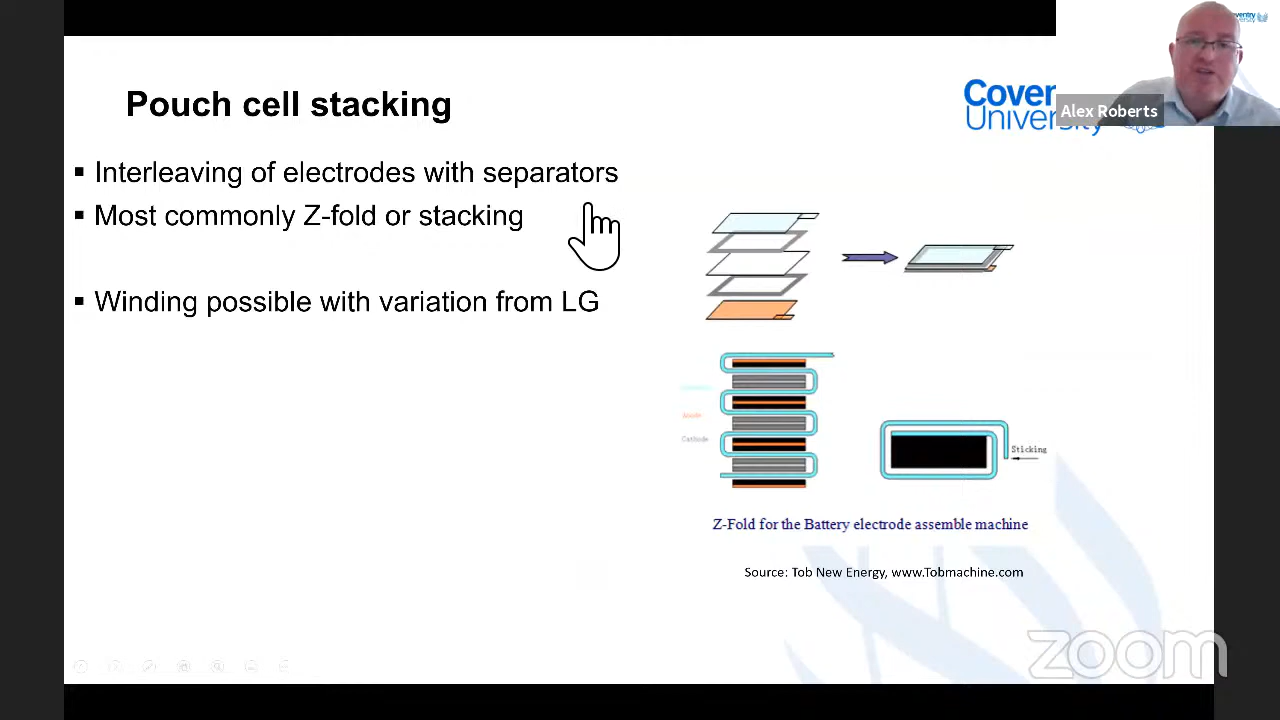 Pouch cell stacking
Coven
University
Coventry
University
Alex Roberts
▪ Interleaving of electrodes with separators
▪ Most commonly Z-fold or stacking
▪ Winding possible with variation from LG
Anode
Cathode
Sticking
Z-Fold for the Battery electrode assemble machine
Source: Tob New Energy, www.Tobmachine.com
zoom